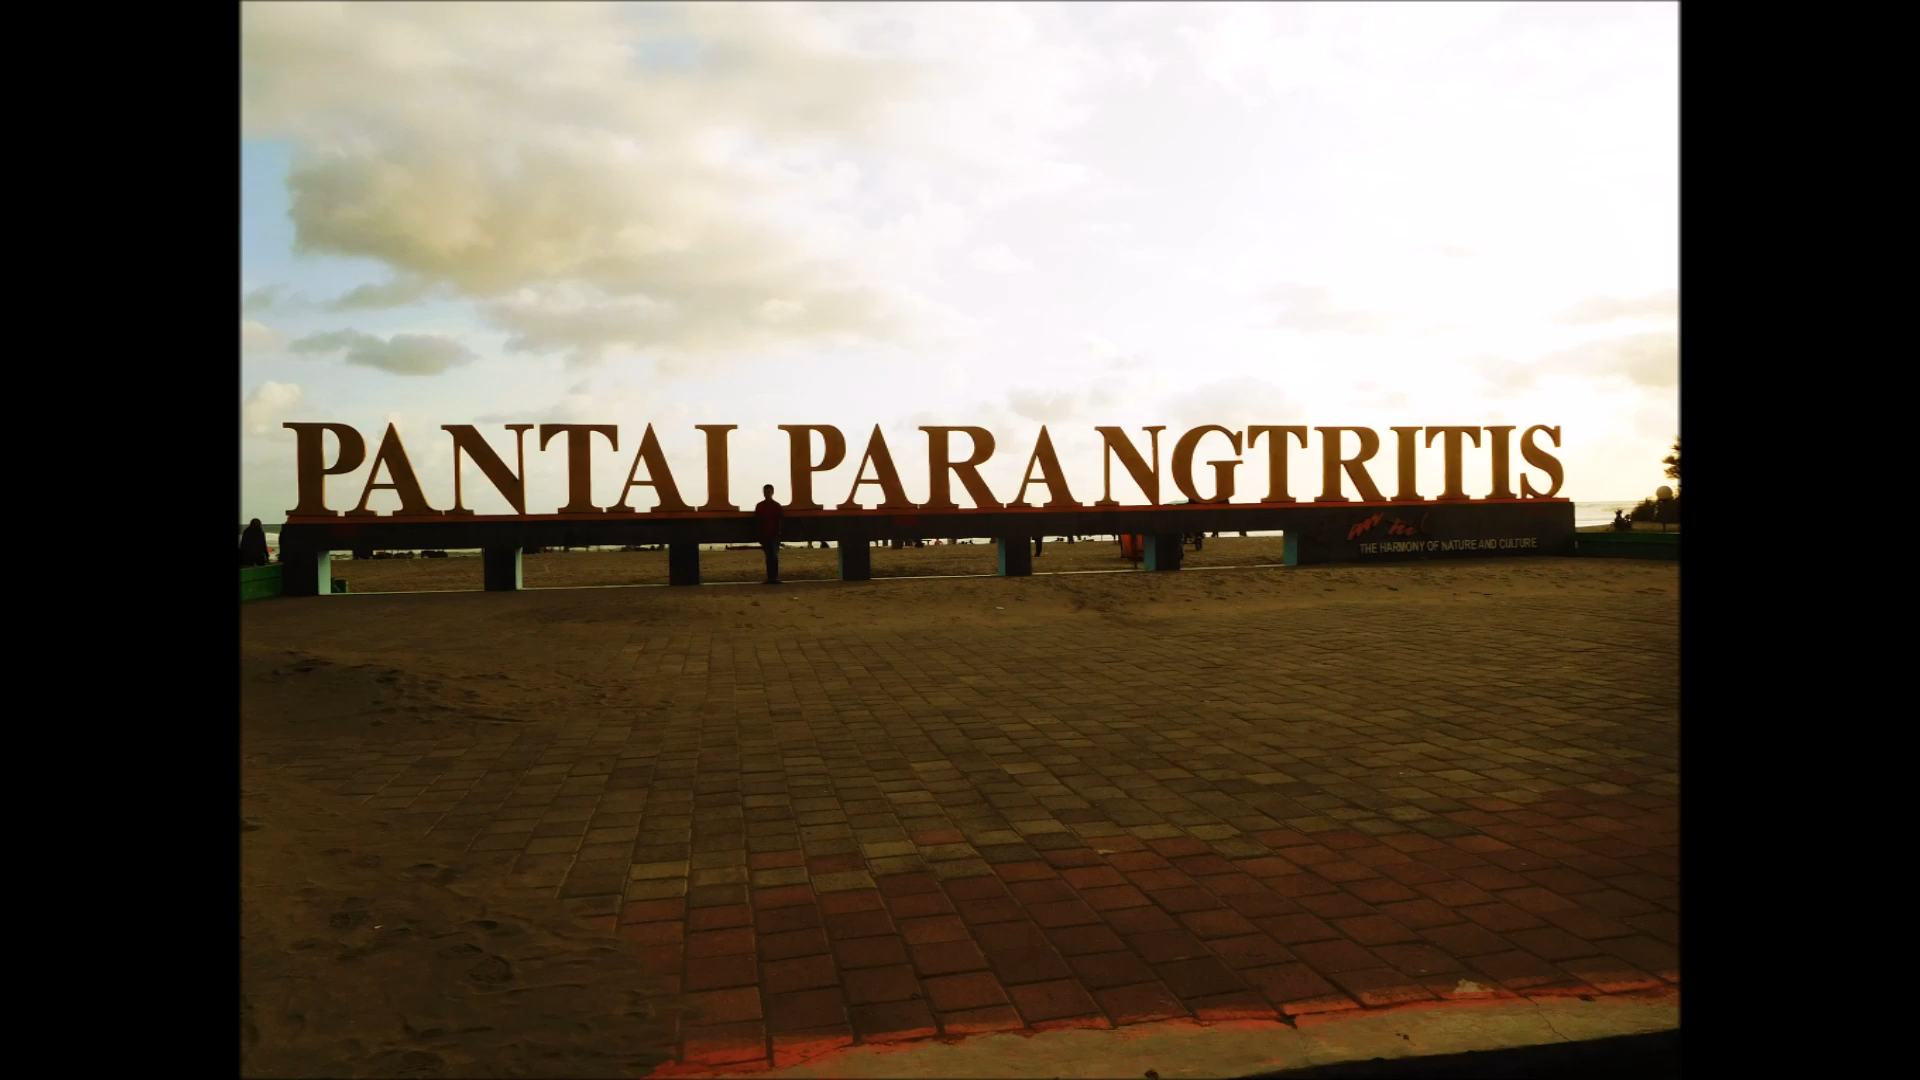 PANTAI PARANGTRITIS
THE HARMONY OF NATURE AND CULTURE